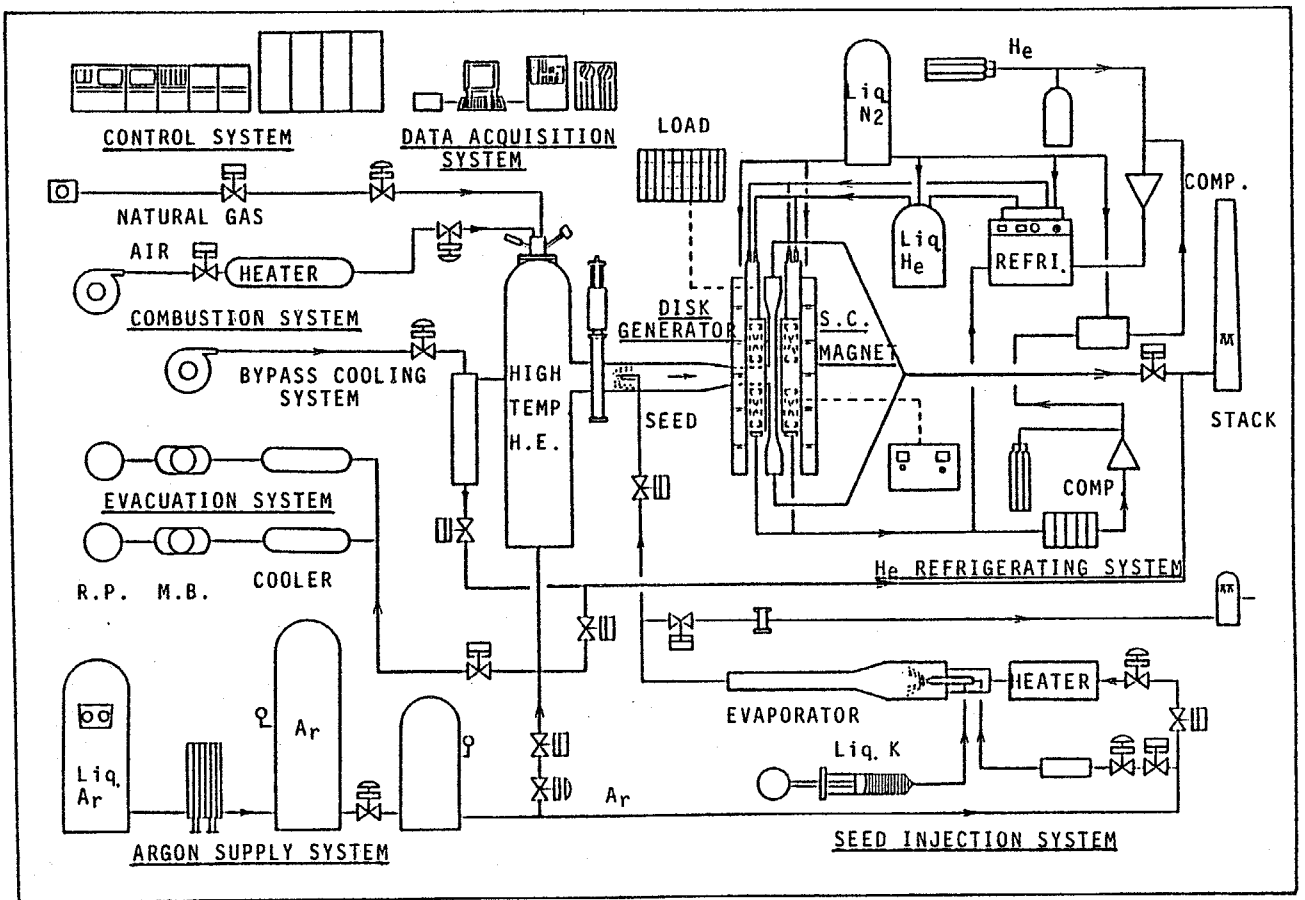 He
Liq
N2
LOAD
CONTROL SYSTEM
DATA ACQUISITION
SYSTEM
COMP.
NATURAL GAS
AIR
HEATER
Liq
He
REFRI.
COMBUSTION SYSTEM
DISK
GENERATOR
S.C.
MAGNET
BYPASS COOLING
SYSTEM
HIGH
TEMP
H.E.
SEED
STACK
EVACUATION SYSTEM
COMP
COOLER
He REFRIGERATING SYSTEM
R.P.
M.B.
HEATER
EVAPORATOR
Ar
Liq.
Ar
Liq. K
Ar
ARGON SUPPLY SYSTEM
SEED INJECTION SYSTEM